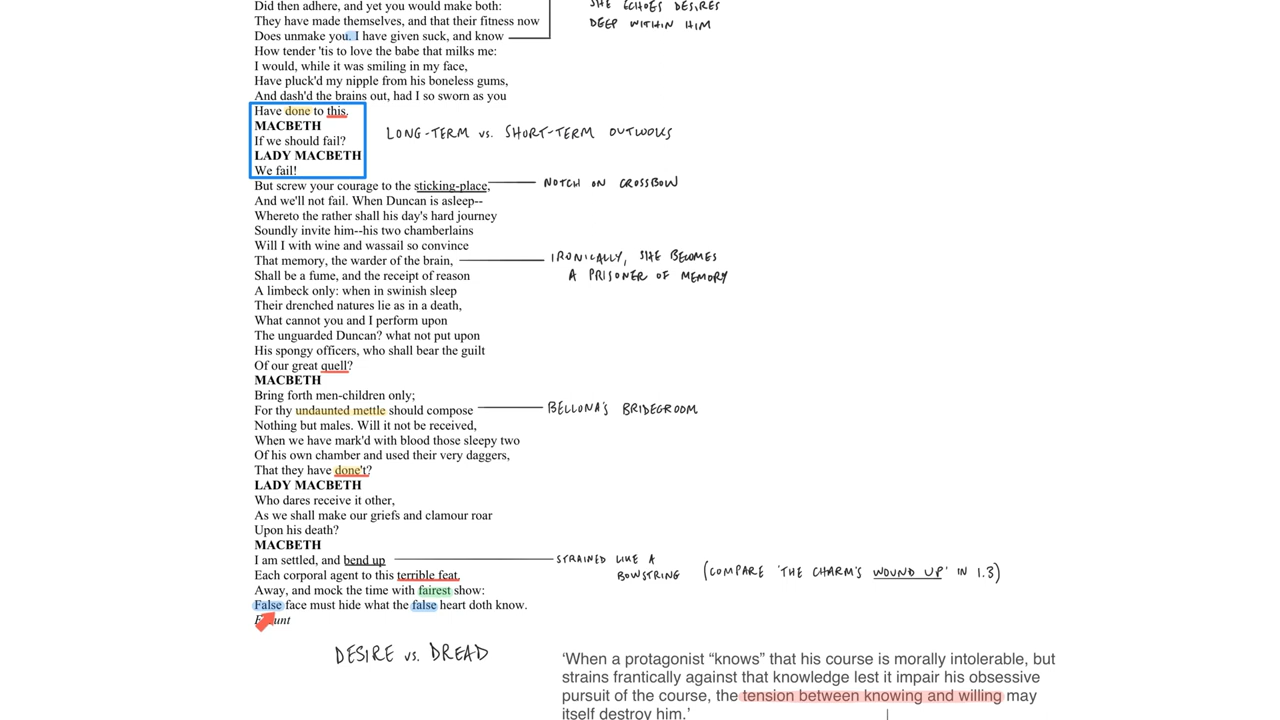 Did then adhere, and yet you would make both:
They have made themselves, and that their fitness now
Does unmake you. I have given suck, and know
How tender 'tis to love the babe that milks me:
I would, while it was smiling in my face,
Have pluck'd my nipple from his boneless gums,
And dash'd the brains out, had I so sworn as you
Have done to this.
MACBETH
If we should fail?
LADY MACBETH
We fail!
But screw your courage to the sticking-place,
And we'll not fail. When Duncan is asleep--
Whereto the rather shall his day's hard journey
Soundly invite him--his two chamberlains
Will I with wine and wassail so convince
That memory, the warder of the brain,
Shall be a fume, and the receipt of reason
A limbeck only: when in swinish sleep
Their drenched natures lie as in a death,
What cannot you and I perform upon
The unguarded Duncan? what not put upon
His spongy officers, who shall bear the guilt
Of our great quell?
MACBETH
Bring forth men-children only;
For thy undaunted mettle should compose
Nothing but males. Will it not be received,
When we have mark'd with blood those sleepy two
Of his own chamber and used their very daggers,
That they have done't?
LADY MACBETH
Who dares receive it other,
As we shall make our griefs and clamour roar
Upon his death?
MACBETH
I am settled, and bend up
Each corporal agent to this terrible feat.
Away, and mock the time with fairest show:
False face must hide what the false heart doth know.
SHE ECHOES DESIRES
DEEP WITHIN HIM
LONG-TERM vs. SHORT-TERM OUTLOOKS
NOTCH ON CROSSBOW
IRONICALLY, SHE BECOMES
A PRISONER OF MEMORY
BELLONA'S BRIDEGROOM
STRAINED LIKE A
BOWSTRING
(COMPARE 'THE CHARM'S WOUND UP' IN 1.3)
DESIRE vs. DREAD
‘When a protagonist “knows” that his course is morally intolerable, but
strains frantically against that knowledge lest it impair his obsessive
pursuit of the course, the tension between knowing and willing may
itself destroy him.’